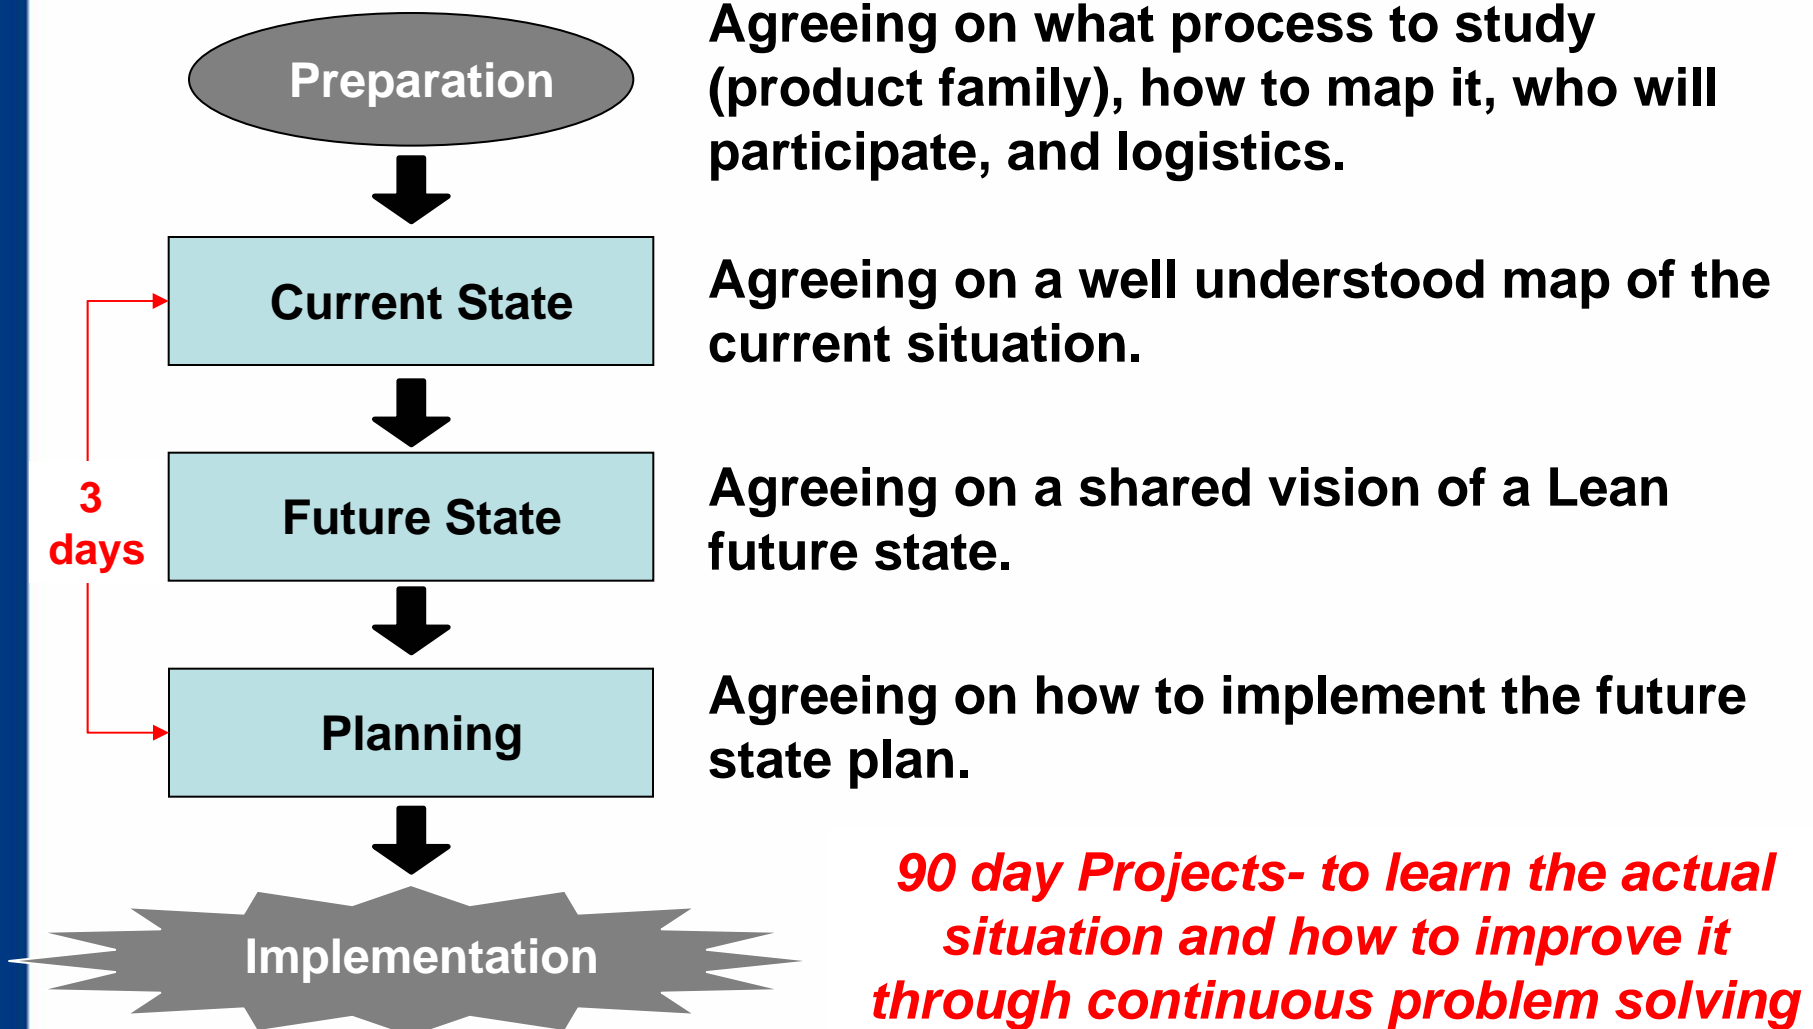 Preparation
Agreeing on what process to study
(product family), how to map it, who will
participate, and logistics.
Current State
Agreeing on a well understood map of the
current situation.
3
days
Future State
Agreeing on a shared vision of a Lean
future state.
Planning
Agreeing on how to implement the future
state plan.
Implementation
90 day Projects- to learn the actual
situation and how to improve it
through continuous problem solving